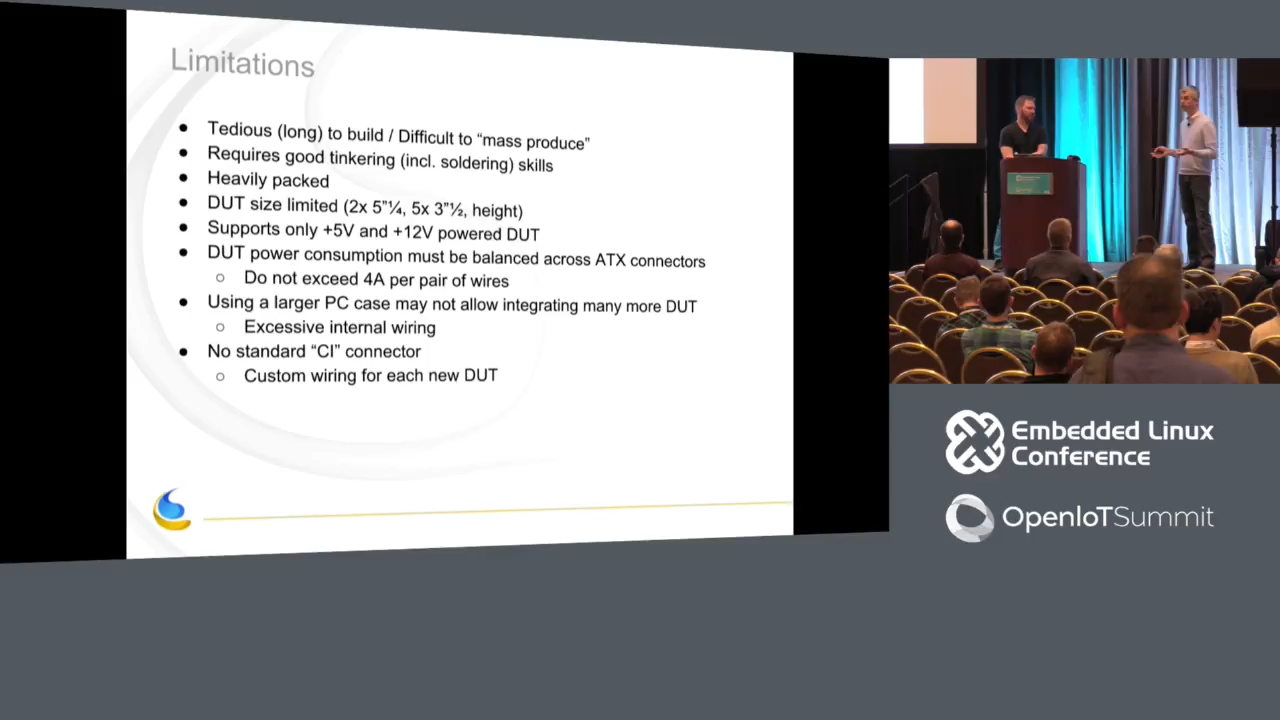 Limitations
● Tedious (long) to build / Difficult to “mass produce”
● Requires good tinkering (incl. soldering) skills
● Heavily packed
● DUT size limited (2x 5”¼, 5x 3”½, height)
● Supports only +5V and +12V powered DUT
● DUT power consumption must be balanced across ATX connectors
○ Do not exceed 4A per pair of wires
● Using a larger PC case may not allow integrating many more DUT
○ Excessive internal wiring
● No standard “CI” connector
○ Custom wiring for each new DUT
Embedded Linux
Conference
OpenIoTSummit